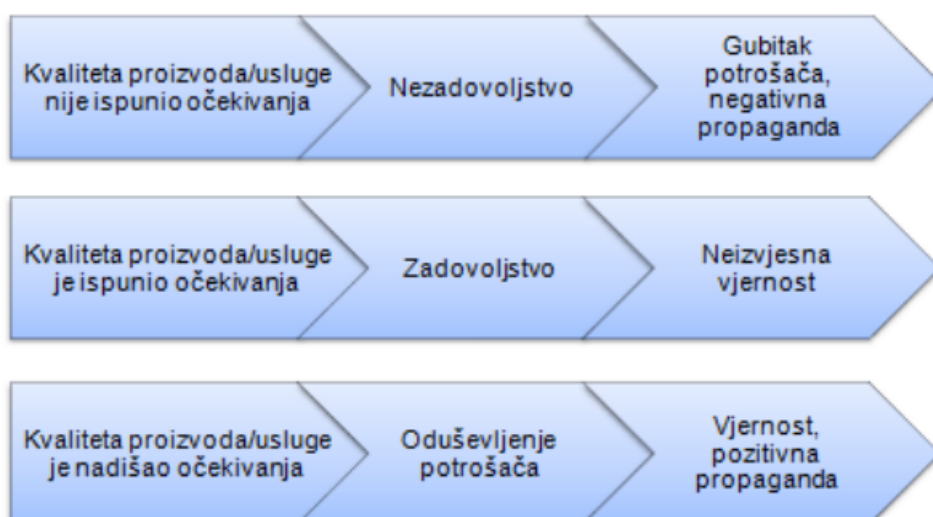 Kvaliteta proizvoda/usluge
nije ispunio očekivanja
Nezadovoljstvo
Gubitak
potrošača,
negativna
propaganda
Kvaliteta proizvoda/usluge
je ispunio očekivanja
Zadovoljstvo
Neizvjesna
vjernost
Kvaliteta proizvoda/usluge
je nadišao očekivanja
Oduševljenje
potrošača
Vjernost,
pozitivna
propaganda